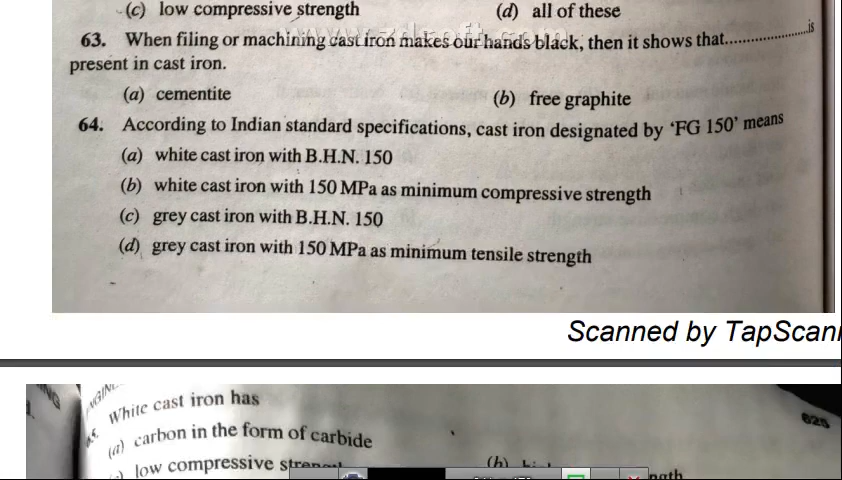 (c) low compressive strength (d) all of these
63. When filing or machining cast iron makes our hands black, then it shows that....................is
present in cast iron.
(a) cementite (b) free graphite
64. According to Indian standard specifications, cast iron designated by ‘FG 150’ means
(a) white cast iron with B.H.N. 150
(b) white cast iron with 150 MPa as minimum compressive strength
(c) grey cast iron with B.H.N. 150
(d) grey cast iron with 150 MPa as minimum tensile strength
Scanned by TapScan
625
White cast iron has
(a) carbon in the form of carbide
low compressive